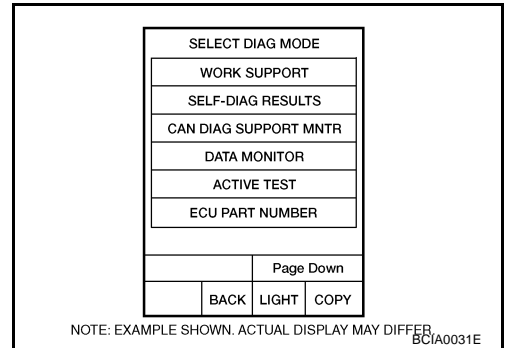 SELECT DIAG MODE
WORK SUPPORT
SELF-DIAG RESULTS
CAN DIAG SUPPORT MNTR
DATA MONITOR
ACTIVE TEST
ECU PART NUMBER
Page Down
BACK LIGHT COPY
NOTE: EXAMPLE SHOWN. ACTUAL DISPLAY MAY DIFFER.
BCIA0031E